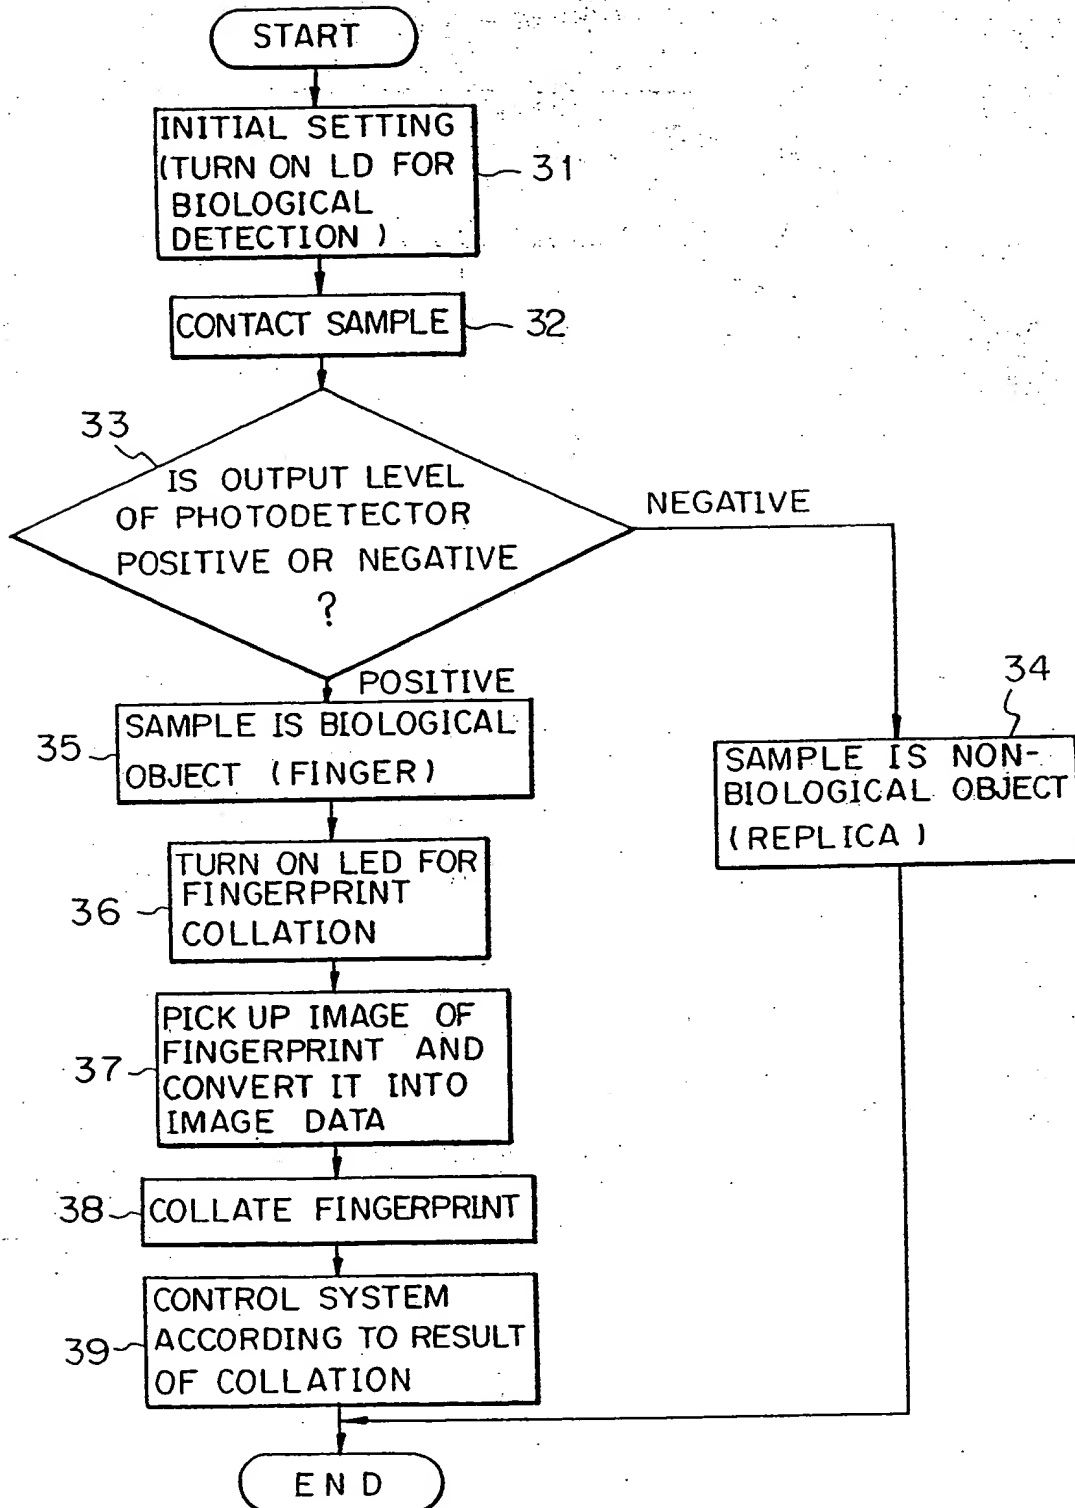 START
INITIAL SETTING
(TURN ON LD FOR
BIOLOGICAL
DETECTION)
31
CONTACT SAMPLE
32
33
IS OUTPUT LEVEL
OF PHOTODETECTOR
POSITIVE OR NEGATIVE
?
NEGATIVE
POSITIVE
34
SAMPLE IS NON-
BIOLOGICAL OBJECT
(REPLICA)
35
SAMPLE IS BIOLOGICAL
OBJECT (FINGER)
36
TURN ON LED FOR
FINGERPRINT
COLLATION
37
PICK UP IMAGE OF
FINGERPRINT AND
CONVERT IT INTO
IMAGE DATA
38
COLLATE FINGERPRINT
39
CONTROL SYSTEM
ACCORDING TO RESULT
OF COLLATION
END